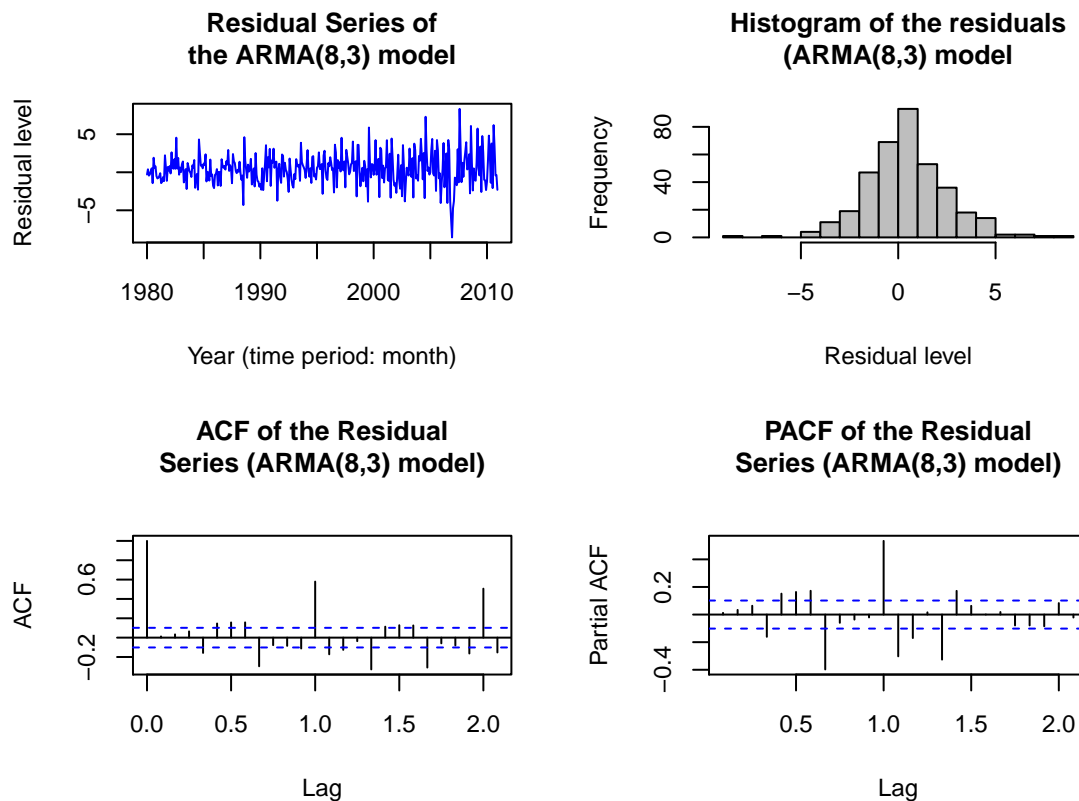 Residual Series of
the ARMA(8,3) model
Residual level
5
−5
1980
1990
2000
2010
Year (time period: month)
Histogram of the residuals
(ARMA(8,3) model
Frequency
80
40
0
−5
0
5
Residual level
ACF of the Residual
Series (ARMA(8,3) model)
ACF
0.6
−0.2
0.0
0.5
1.0
1.5
2.0
Lag
PACF of the Residual
Series (ARMA(8,3) model)
Partial ACF
0.2
−0.4
0.5
1.0
1.5
2.0
Lag